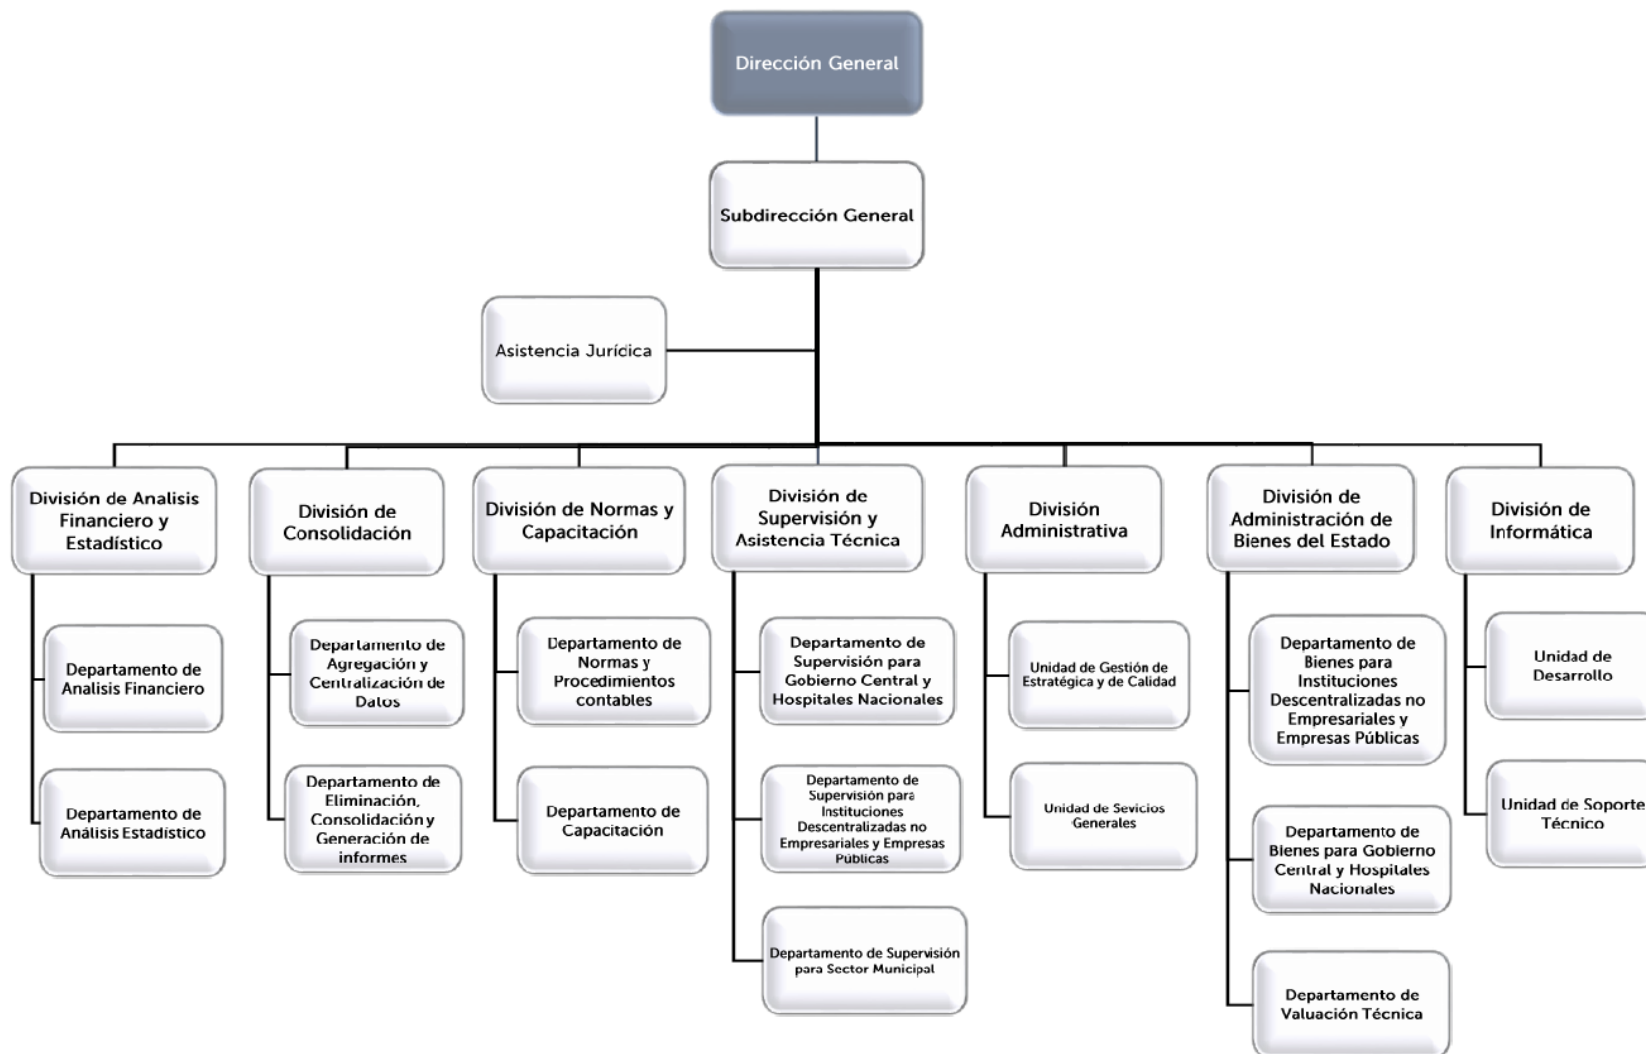 Dirección General
Subdirección General
Asistencia Jurídica
División de Analisis
Financiero y
Estadístico
División de
Consolidación
División de Normas y
Capacitación
División de
Supervisión y
Asistencia Técnica
División
Administrativa
División de
Administración de
Bienes del Estado
División de
Informática
Departamento de
Analisis Financiero
Departamento de
Análisis Estadístico
Departamento de
Agregación y
Centralización de
Datos
Departamento de
Eliminación,
Consolidación y
Generación de
informes
Departamento de
Normas y
Procedimientos
contables
Departamento de
Capacitación
Departamento de
Supervisión para
Gobierno Central y
Hospitales Nacionales
Departamento de
Supervisión para
Instituciones
Descentralizadas no
Empresariales y Empresas
Públicas
Departamento de Supervisión
para Sector Municipal
Unidad de Gestión de
Estratégica y de Calidad
Unidad de Sevicios
Generales
Departamento de
Bienes para
Instituciones
Descentralizadas no
Empresariales y
Empresas Públicas
Departamento de
Bienes para Gobierno
Central y Hospitales
Nacionales
Departamento de
Valuación Técnica
Unidad de
Desarrollo
Unidad de Soporte
Técnico